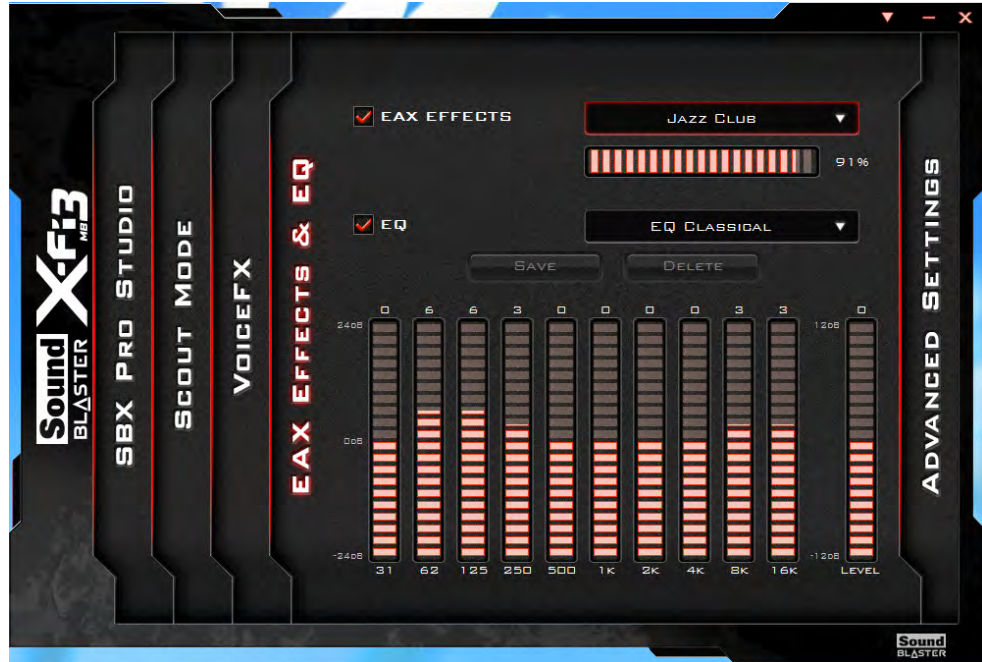 Sound
BLASTER
X-Fi3
MB
SBX PRO STUDIO
SCOUT MODE
VOICEFX
EAX EFFECTS & EQ
EAX EFFECTS
JAZZ CLUB
91%
EQ
EQ CLASSICAL
SAVE
DELETE
0 6 6 3 0 0 0 0 3 3 0
24DB 12DB
0DB
-24DB -12DB
31 62 125 250 500 1K 2K 4K 8K 16K LEVEL
ADVANCED SETTINGS
Sound
BLASTER